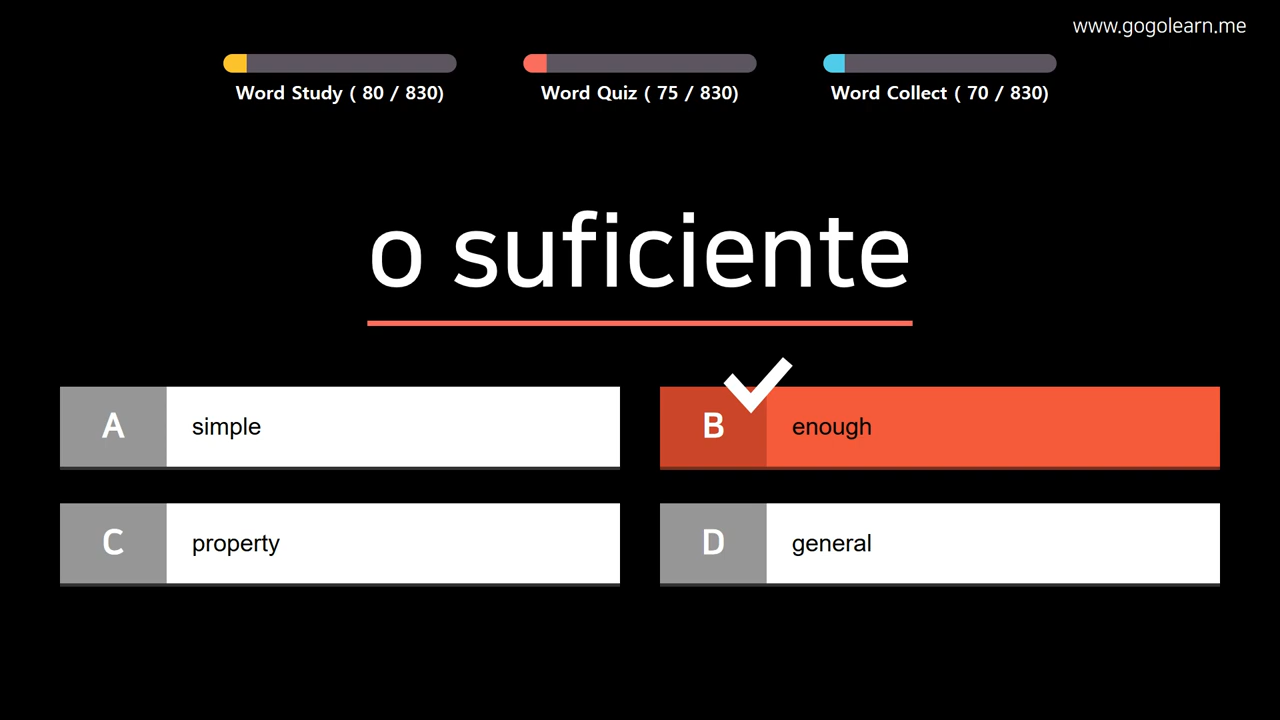 www.gogolearn.me
Word Study ( 80 / 830)
Word Quiz ( 75 / 830)
Word Collect ( 70 / 830)
o suficiente
A simple
B enough
C property
D general